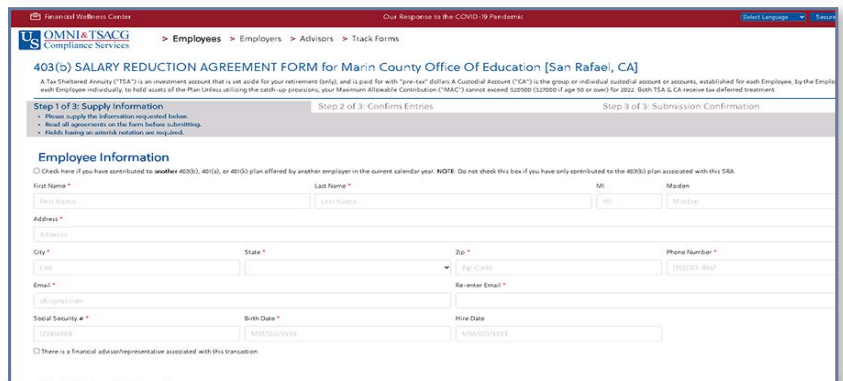 Financial Wellness Center
Our Response to the COVID-19 Pandemic
Select Language
Secure
US OMNI & TSACG
Compliance Services
> Employees > Employers > Advisors > Track Forms
403(b) SALARY REDUCTION AGREEMENT FORM for Marin County Office Of Education [San Rafael, CA]
A Tax Sheltered Annuity ("TSA") is an investment account that is set aside for your retirement (only), and is paid for with "pre-tax" dollars. A Custodial Account ("CA") is the group or individual custodial account or accounts, established for each Employee, by the Emplo
each Employee individually, to hold assets of the Plan. Unless utilizing the catch-up provisions, your Maximum Allowable Contribution ("MAC") cannot exceed $20500 ($27000 if age 50 or over) for 2022. Both TSA & CA receive tax deferred treatment.
Step 1 of 3: Supply Information
Step 2 of 3: Confirm Entries
Step 3 of 3: Submission Confirmation
• Please supply the information requested below.
• Read all agreements on the form before submitting.
• Fields having an asterisk notation are required.
Employee Information
Check here if you have contributed to another 403(b), 401(a), or 401(k) plan offered by another employer in the current calendar year. NOTE: Do not check this box if you have only contributed to the 403(b) plan associated with this SRA.
First Name * Last Name * MI Maiden
First Name Last Name MI Maiden
Address *
Address
City * State * Zip * Phone Number *
City Zip Code
Email * Re-enter Email *
Social Security # * Birth Date * Hire Date
MM/DD/YYYY MM/DD/YYYY
There is a financial advisor/representative associated with this transaction